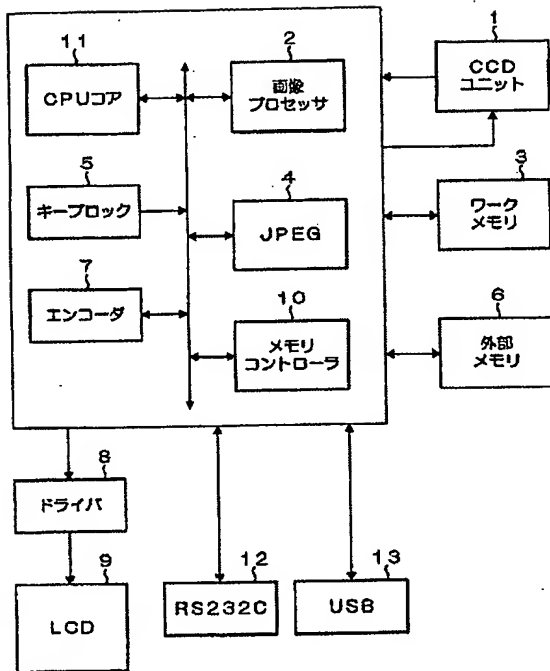 11
CPUコア
2
画像
プロセッサ
1
CCD
ユニット
5
キーブロック
4
JPEG
3
ワーク
メモリ
7
エンコーダ
10
メモリ
コントローラ
6
外部
メモリ
8
ドライバ
9
LCD
12
RS232C
13
USB